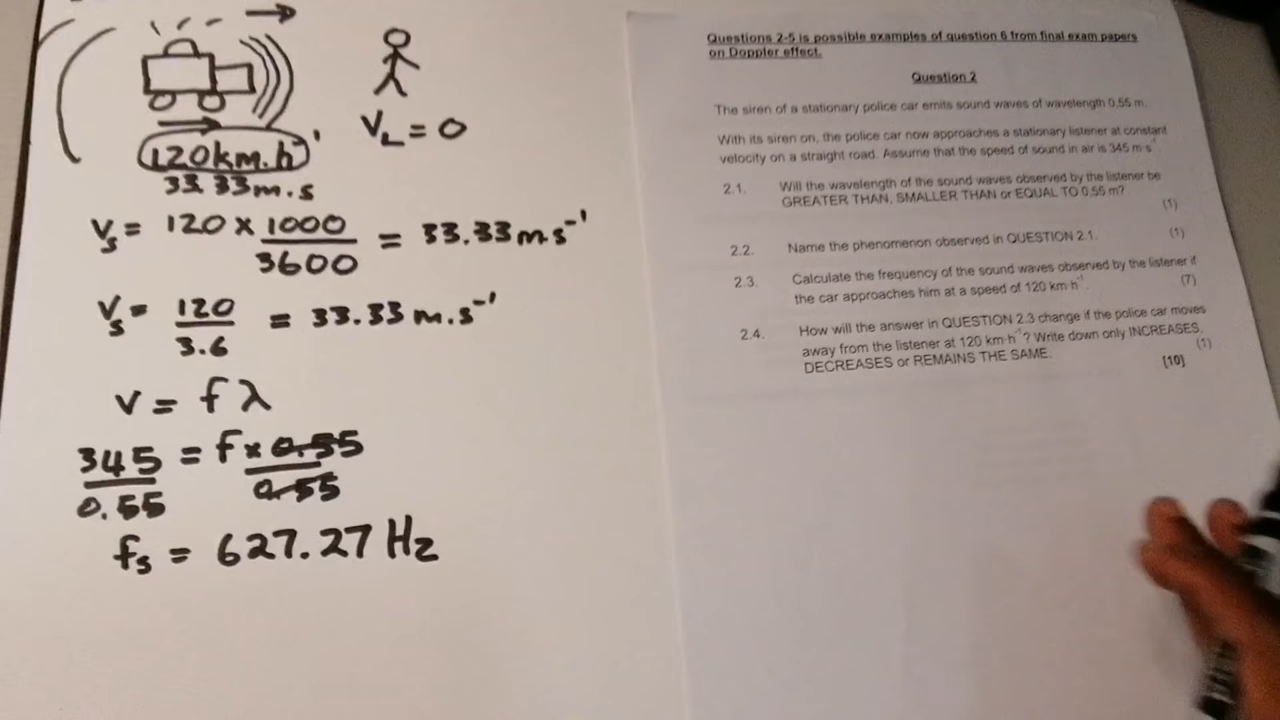 120km.h⁻¹
33.33m.s
V_L = 0
V_s = 120 × 1000/3600 = 33.33m.s⁻¹
V_s = 120/3.6 = 33.33m.s⁻¹
v = fλ
345/0.55 = f × 0.55/0.55
f_s = 627.27 Hz
Questions 2-5 is possible examples of question 6 from final exam papers
on Doppler effect.
Question 2
The siren of a stationary police car emits sound waves of wavelength 0,55 m.
With its siren on, the police car now approaches a stationary listener at constant
velocity on a straight road. Assume that the speed of sound in air is 345 m·s⁻¹
2.1. Will the wavelength of the sound waves observed by the listener be
GREATER THAN, SMALLER THAN or EQUAL TO 0,55 m?
(1)
2.2. Name the phenomenon observed in QUESTION 2.1. (1)
2.3. Calculate the frequency of the sound waves observed by the listener if
the car approaches him at a speed of 120 km·h⁻¹. (7)
2.4. How will the answer in QUESTION 2.3 change if the police car moves
away from the listener at 120 km·h⁻¹? Write down only INCREASES,
DECREASES or REMAINS THE SAME. (1)
[10]